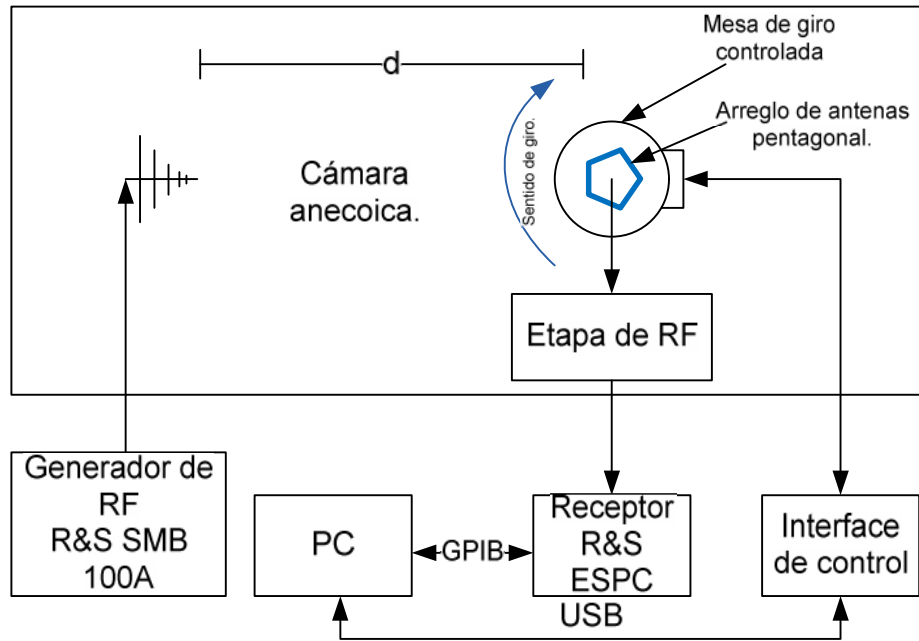 Mesa de giro
controlada
d
Arreglo de antenas
pentagonal.
Sentido de giro.
Cámara
anecoica.
Etapa de RF
Generador de
RF
R&S SMB
100A
PC
GPIB
Receptor
R&S
ESPC
USB
Interface
de control